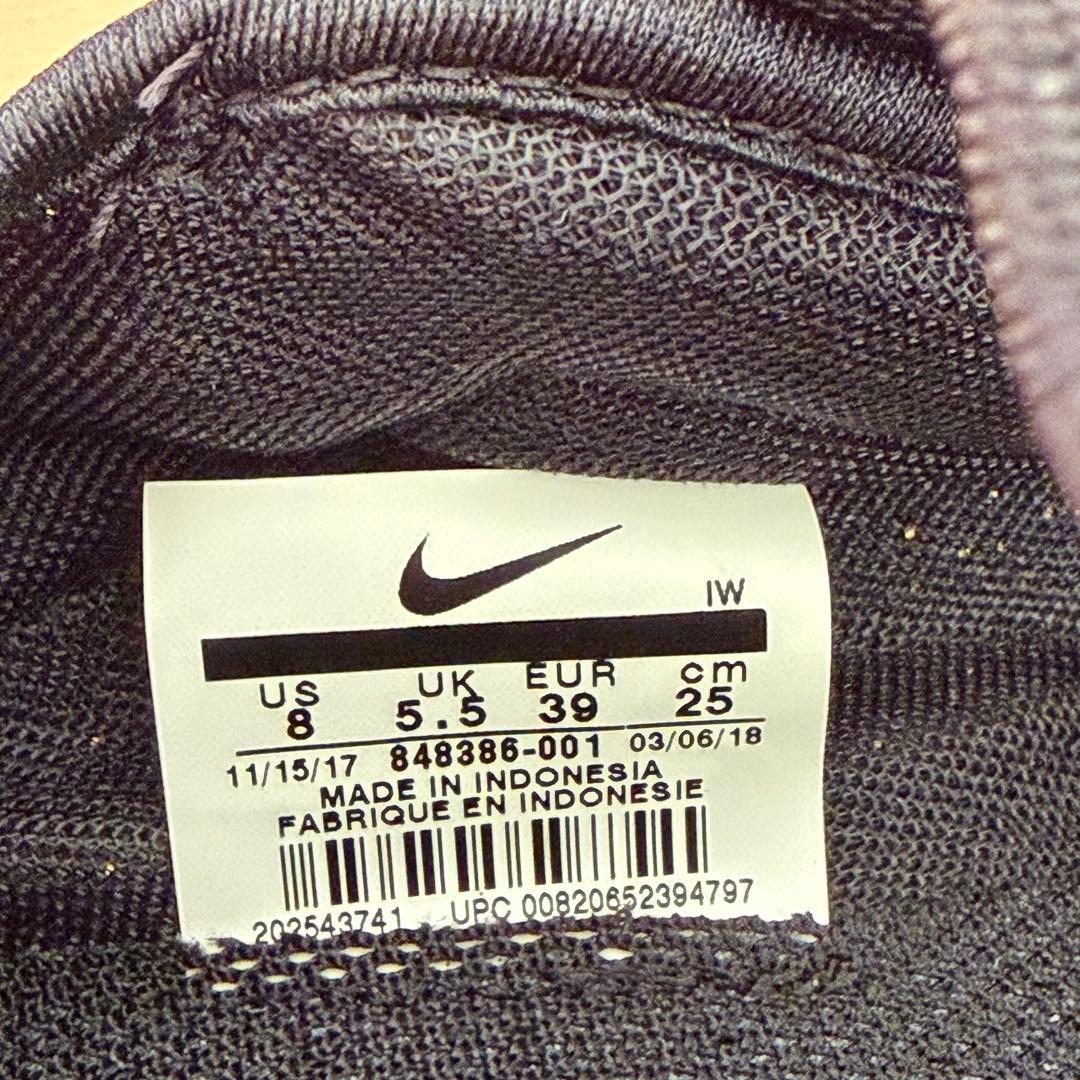 IW
US UK EUR cm
8 5.5 39 25
11/15/17 848386-001 03/06/18
MADE IN INDONESIA
FABRIQUE EN INDONESIE
202543741 UPC 00820652394797